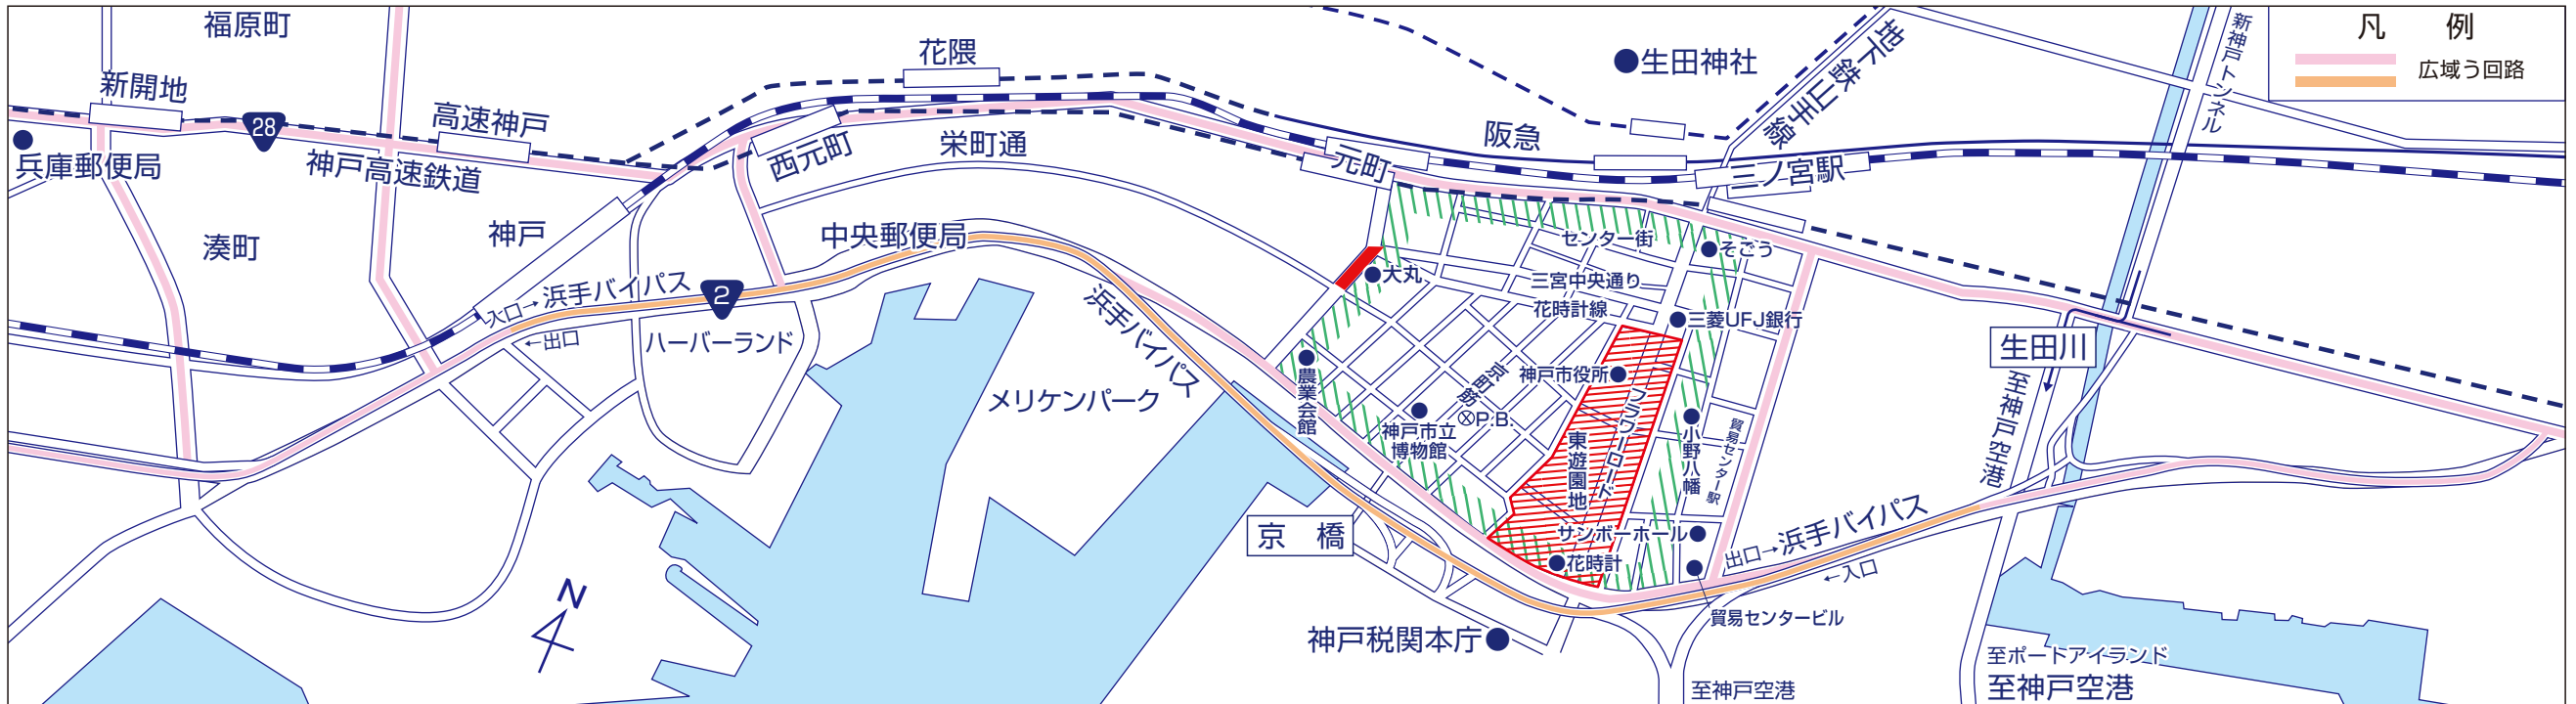 福原町
新開地
28
高速神戸
花隈
生田神社
地下鉄山手線
新神戸トンネル
凡　例
広域う回路
兵庫郵便局
神戸高速鉄道
西元町
栄町通
元町
阪急
三ノ宮駅
湊町
神戸
中央郵便局
センター街
そごう
大丸
三宮中央通り
花時計線
三菱UFJ銀行
入口→
浜手バイパス
2
←出口
ハーバーランド
浜手バイパス
メリケンパーク
農業会館
神戸市立
博物館
京町筋
P.B.
神戸市役所
フラワーロード
東遊園地
小野八幡
貿易センター駅
生田川
至神戸空港
京　橋
サンボーホール
花時計
出口→
浜手バイパス
←入口
N
貿易センタービル
神戸税関本庁
至神戸空港
至ポートアイランド
至神戸空港